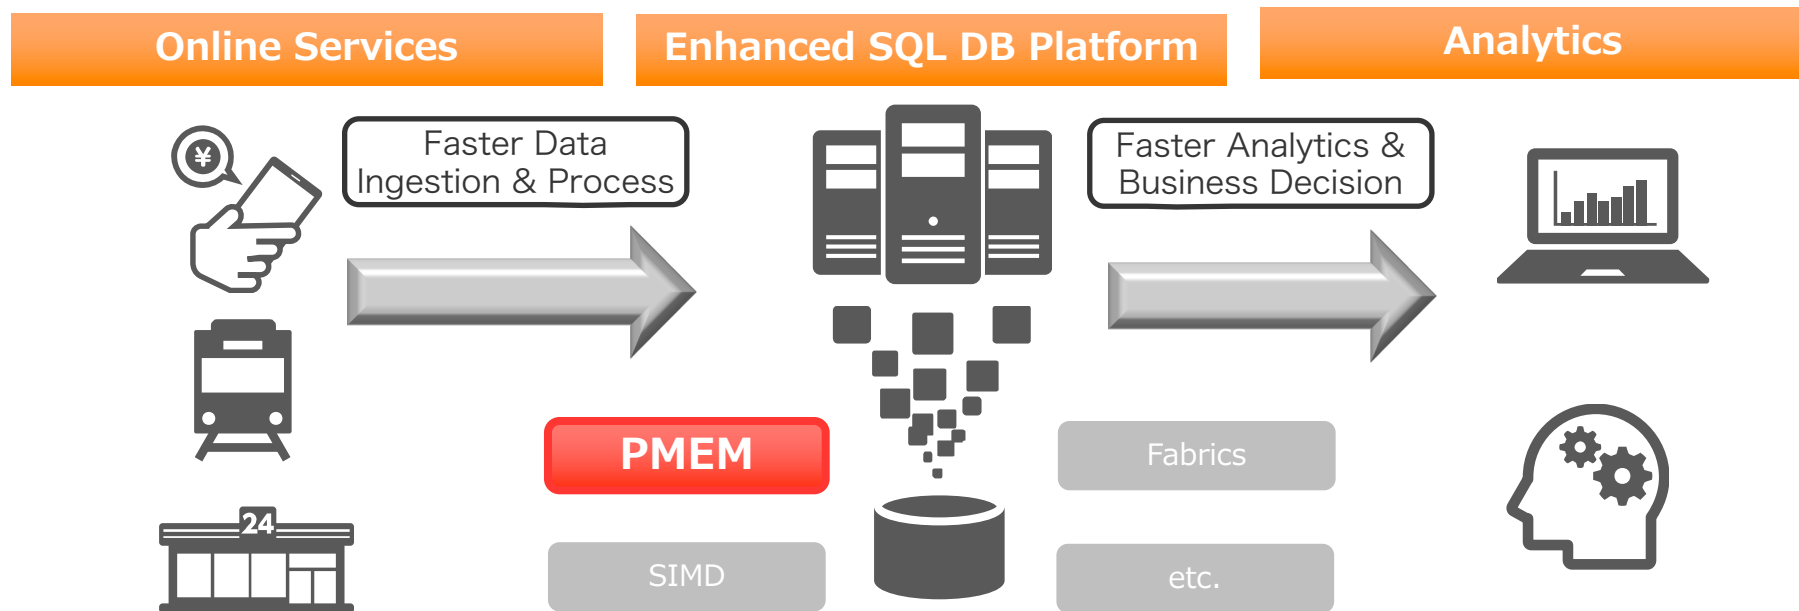 Online Services
Enhanced SQL DB Platform
Analytics
¥
Faster Data
Ingestion & Process
Faster Analytics &
Business Decision
PMEM
Fabrics
24
SIMD
etc.